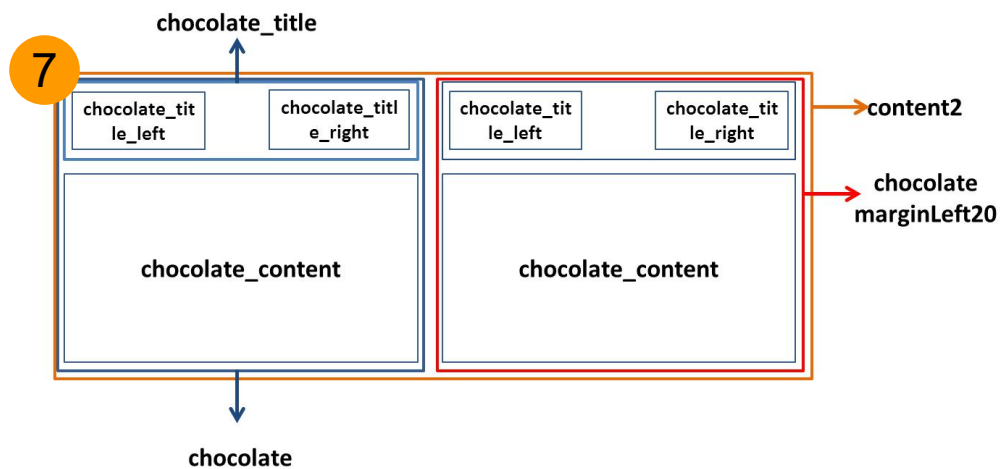 chocolate_title
7
chocolate_tit
le_left
chocolate_titl
e_right
chocolate_tit
le_left
chocolate_tit
le_right
content2
chocolate
marginLeft20
chocolate_content
chocolate_content
chocolate